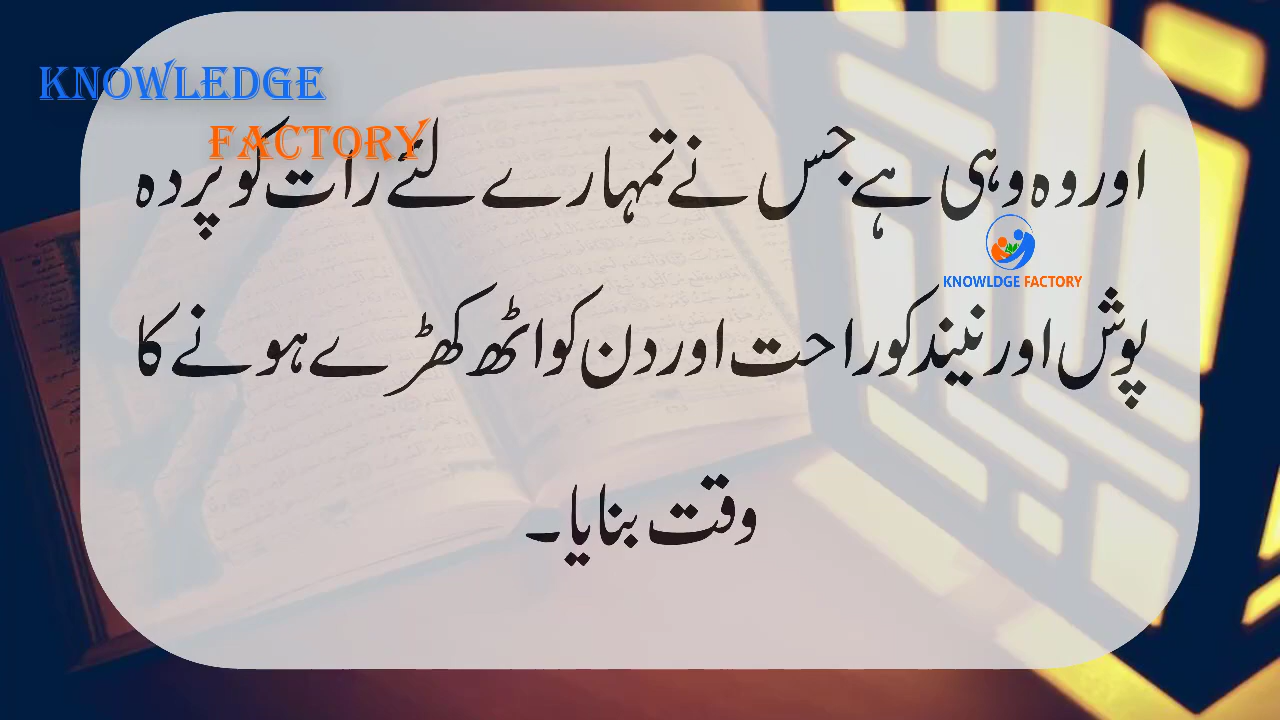 KNOWLEDGE
FACTORY
اور وہ وہی ہے جس نے تمہارے لئے رات کو پردہ
KNOWLDGE FACTORY
پوش اور نیند کو راحت اور دن کو اٹھ کھڑے ہونے کا
وقت بنایا۔